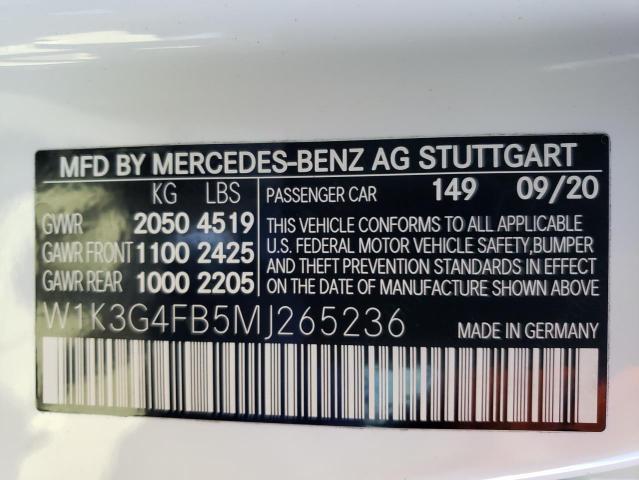 MFD BY MERCEDES-BENZ AG STUTTGART
KG LBS
GVWR 2050 4519
GAWR FRONT 1100 2425
GAWR REAR 1000 2205
PASSENGER CAR 149 09/20
THIS VEHICLE CONFORMS TO ALL APPLICABLE
U.S. FEDERAL MOTOR VEHICLE SAFETY,BUMPER
AND THEFT PREVENTION STANDARDS IN EFFECT
ON THE DATE OF MANUFACTURE SHOWN ABOVE
W1K3G4FB5MJ265236
MADE IN GERMANY